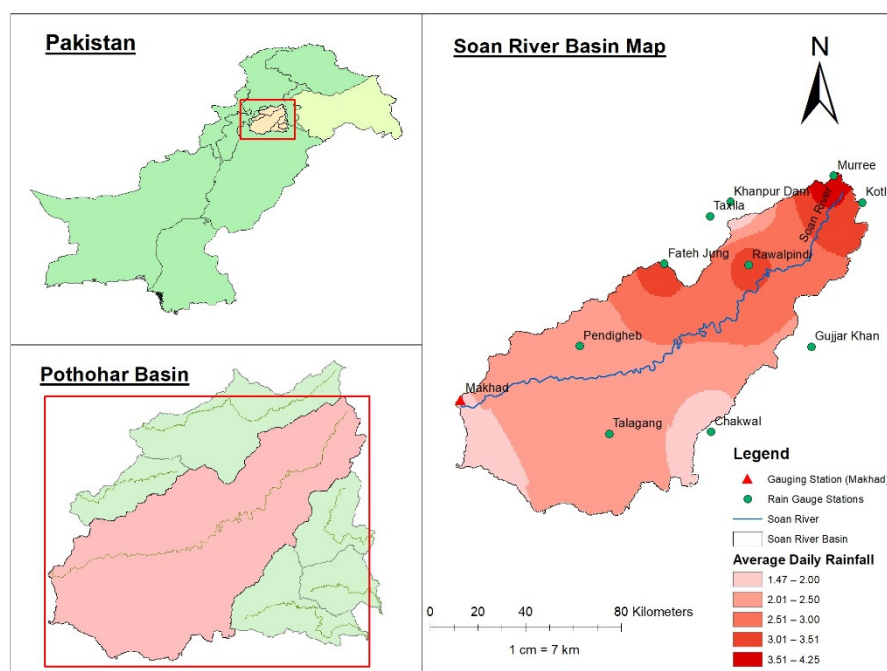 Pakistan
Pothohar Basin
Soan River Basin Map
N
Murree
Khanpur Dam
Kotl
Taxila
Soan River
Fateh Jung
Rawalpindi
Gujjar Khan
Pendigheb
Makhad
Talagang
Chakwal
Legend
Gauging Station (Makhad)
Rain Gauge Stations
Soan River
Soan River Basin
Average Daily Rainfall
1.47 – 2.00
2.01 – 2.50
2.51 – 3.00
3.01 – 3.51
3.51 – 4.25
0 20 40 80 Kilometers
1 cm = 7 km